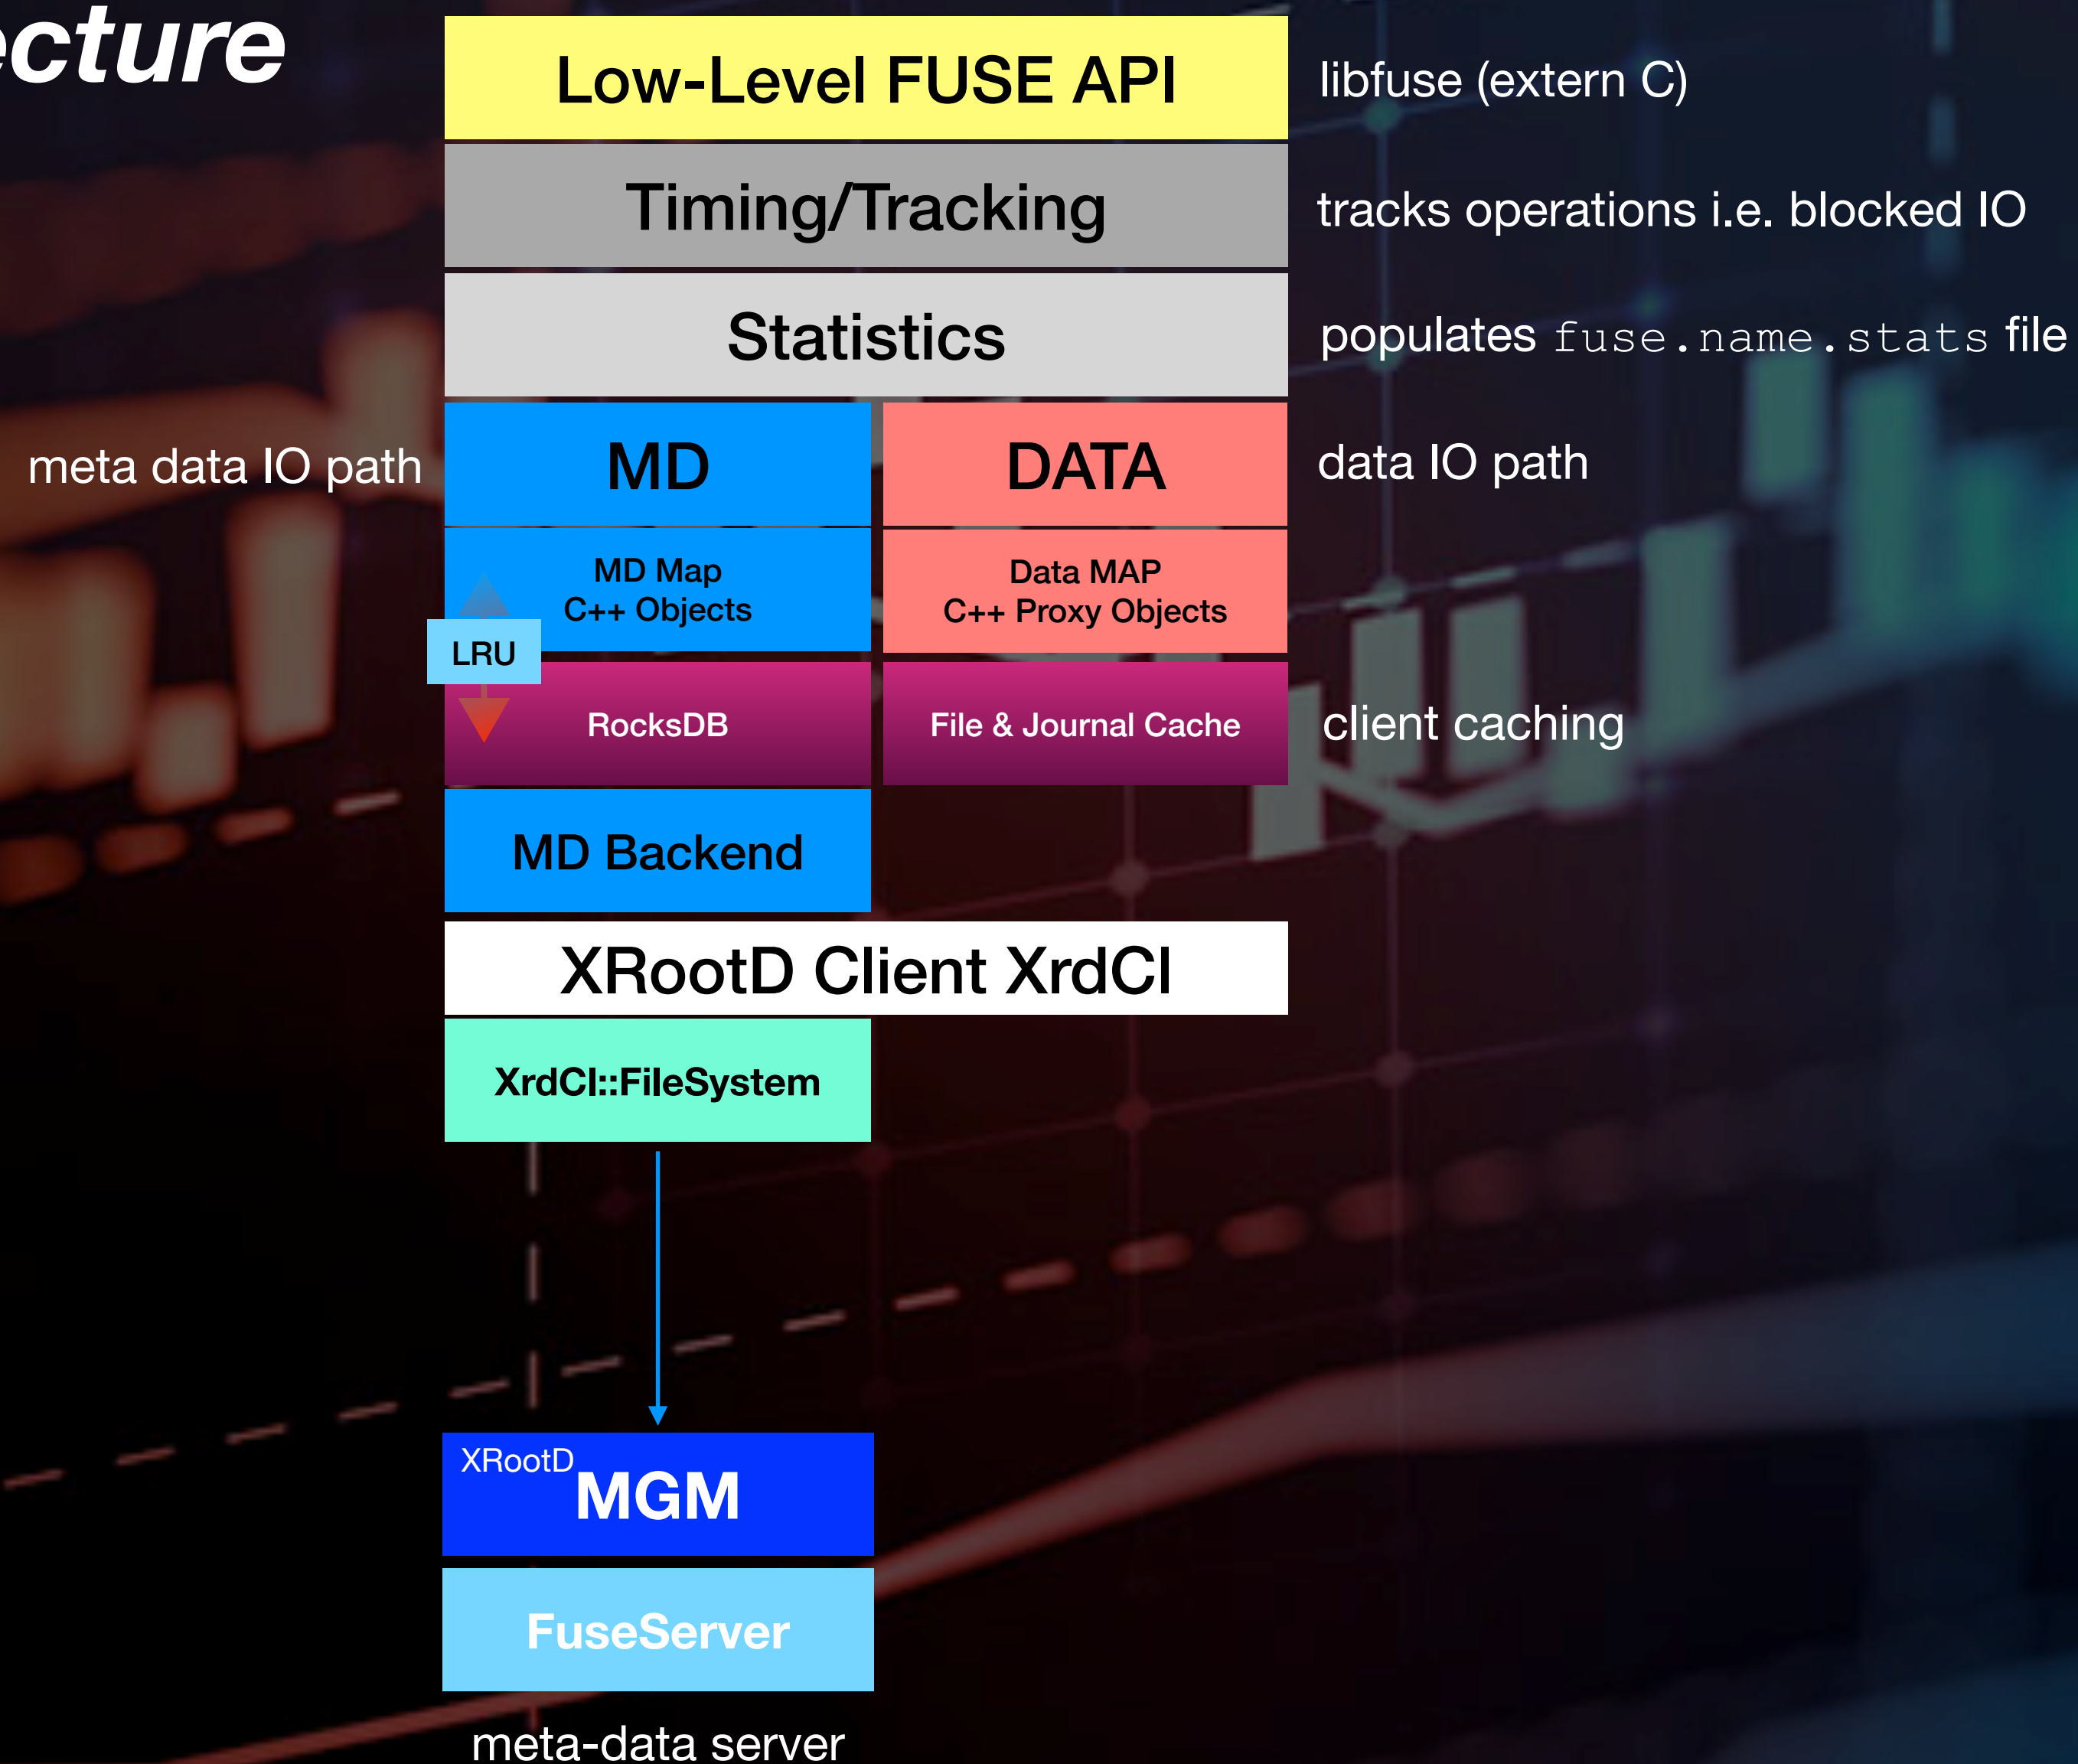 ecture
Low-Level FUSE API
libfuse (extern C)
Timing/Tracking
tracks operations i.e. blocked IO
Statistics
populates fuse.name.stats file
meta data IO path
MD
DATA
data IO path
MD Map
C++ Objects
Data MAP
C++ Proxy Objects
LRU
RocksDB
File & Journal Cache
client caching
MD Backend
XRootD Client XrdCl
XrdCl::FileSystem
XRootD
MGM
FuseServer
meta-data server